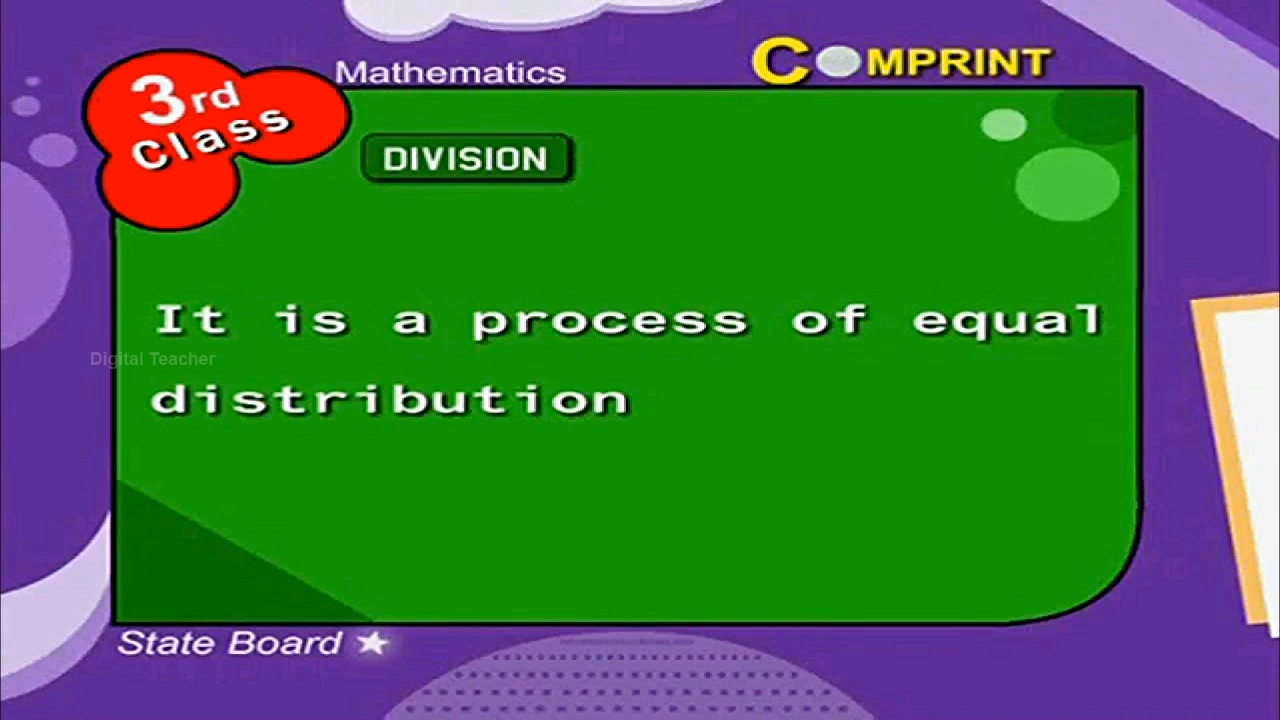 Mathematics
COMPRINT
3rd
Class
DIVISION
It is a process of equal
Digital Teacher
distribution
State Board